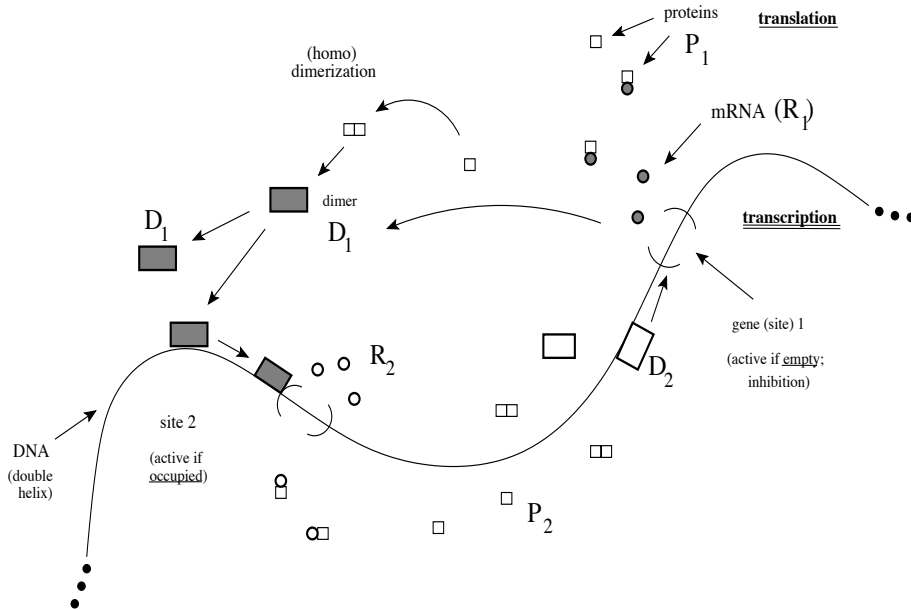 proteins
translation
P1
(homo)
dimerization
mRNA (R1)
dimer
D1
D1
transcription
gene (site) 1
(active if empty;
inhibition)
R2
D2
site 2
(active if
occupied)
DNA
(double
helix)
P2